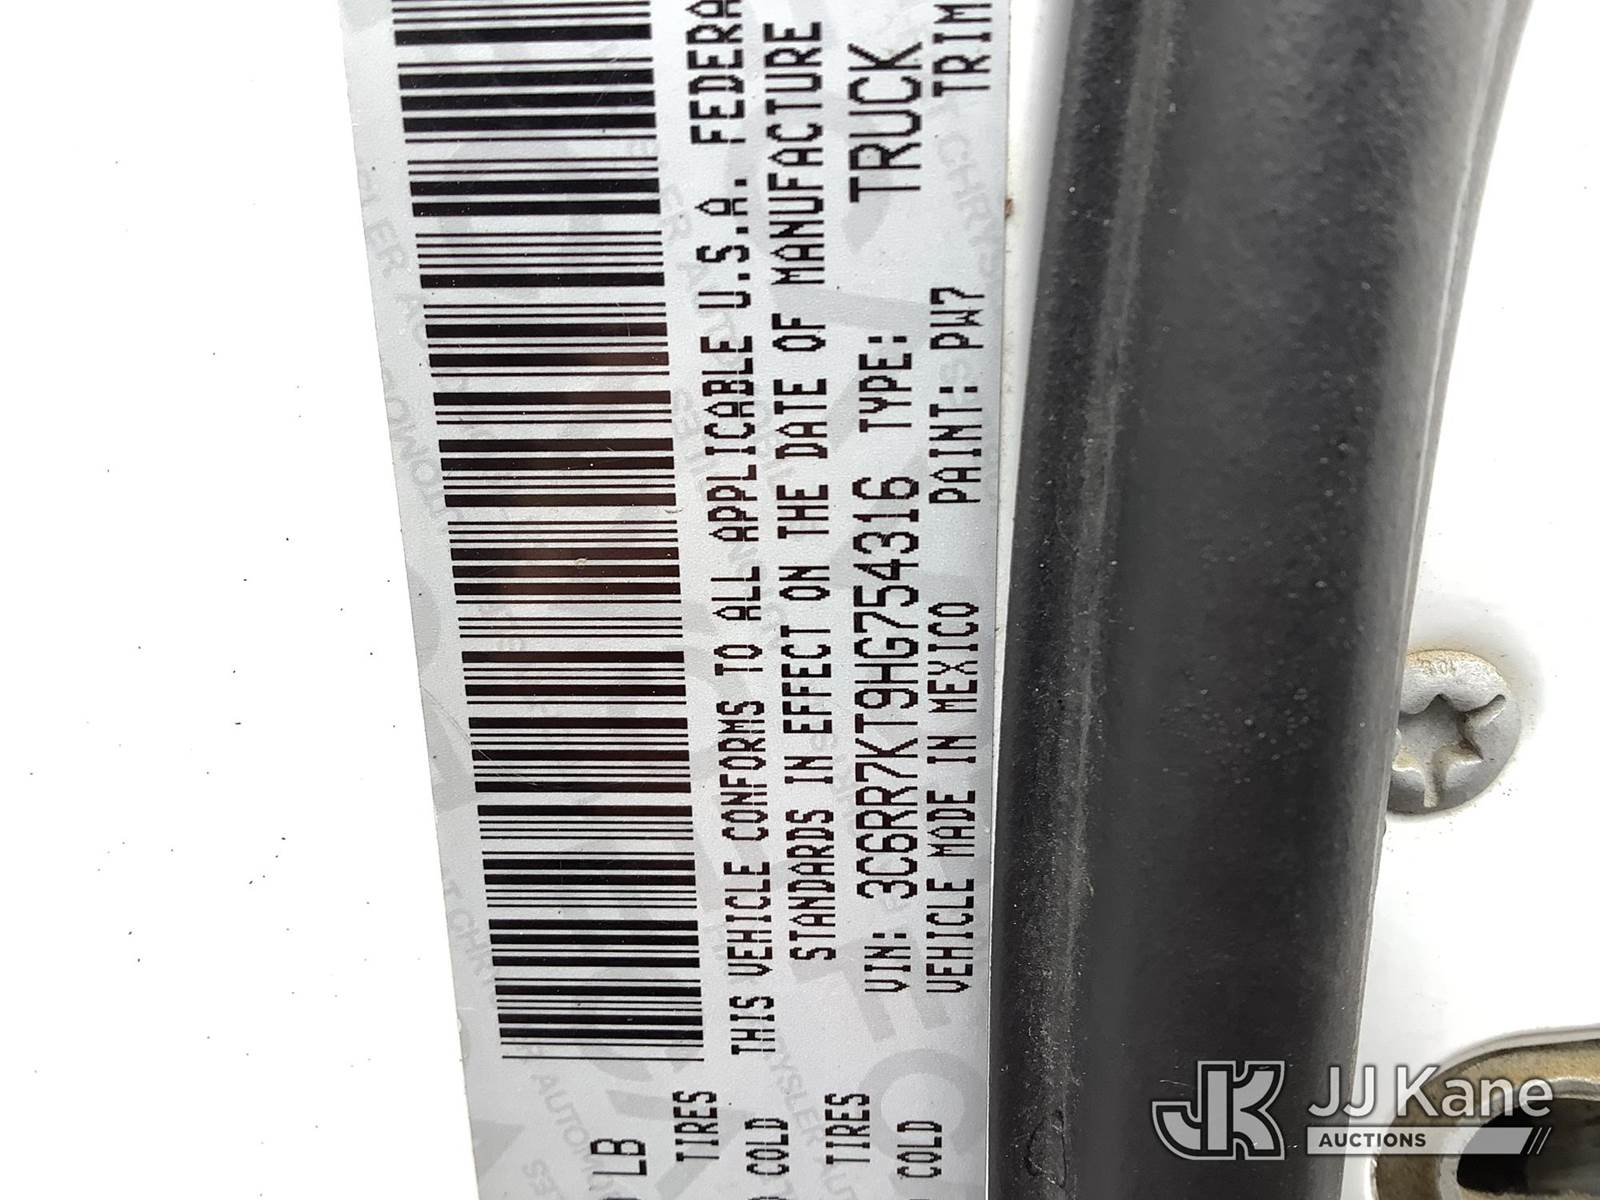 LB
TIRES
COLD
TIRES
COLD
THIS VEHICLE CONFORMS TO ALL APPLICABLE U.S.A. FEDERA
STANDARDS IN EFFECT ON THE DATE OF MANUFACTURE
VIN: 3C6RR7KT9HG754316 TYPE: TRUCK
VEHICLE MADE IN MEXICO PAINT: PW7 TRIM
JJ Kane
AUCTIONS